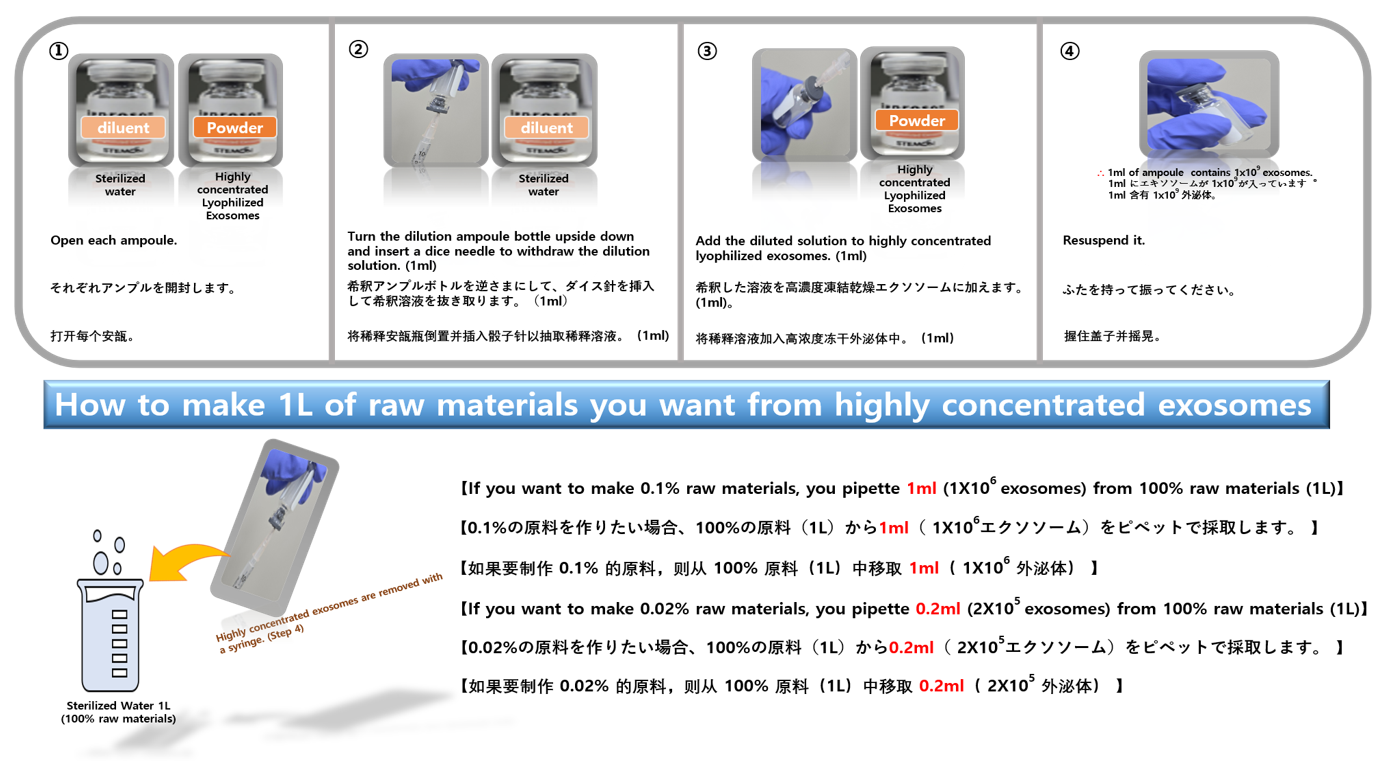 ①
diluent
Powder
STEMON
Sterilized
water
Highly
concentrated
Lyophilized
Exosomes
Open each ampoule.
それぞれアンプルを開封します。
打开每个安瓿。
②
diluent
Sterilized
water
Turn the dilution ampoule bottle upside down
and insert a dice needle to withdraw the dilution
solution. (1ml)
希釈アンプルボトルを逆さまにして、ダイス針を挿入
して希釈溶液を抜き取ります。（1ml）
将稀释安瓿瓶倒置并插入骰子针以抽取稀释溶液。 (1ml)
③
Powder
Highly
concentrated
Lyophilized
Exosomes
Add the diluted solution to highly concentrated
lyophilized exosomes. (1ml)
希釈した溶液を高濃度凍結乾燥エクソソームに加えます。
(1ml)。
将稀释溶液加入高浓度冻干外泌体中。 (1ml)
④
∴ 1ml of ampoule contains 1x10⁹ exosomes.
1ml にエキソソームが 1x10⁹が入っています 。
1ml 含有 1x10⁹ 外泌体。
Resuspend it.
ふたを持って振ってください。
握住盖子并摇晃。
How to make 1L of raw materials you want from highly concentrated exosomes
Highly concentrated exosomes are removed with
a syringe. (Step 4)
Sterilized Water 1L
(100% raw materials)
【If you want to make 0.1% raw materials, you pipette 1ml (1X10⁶ exosomes) from 100% raw materials (1L)】
【0.1%の原料を作りたい場合、100%の原料（1L）から1ml（ 1X10⁶エクソソーム）をピペットで採取します。 】
【如果要制作 0.1% 的原料，则从 100% 原料（1L）中移取 1ml（ 1X10⁶ 外泌体） 】
【If you want to make 0.02% raw materials, you pipette 0.2ml (2X10⁵ exosomes) from 100% raw materials (1L)】
【0.02%の原料を作りたい場合、100%の原料（1L）から0.2ml（ 2X10⁵エクソソーム）をピペットで採取します。 】
【如果要制作 0.02% 的原料，则从 100% 原料（1L）中移取 0.2ml（ 2X10⁵ 外泌体） 】